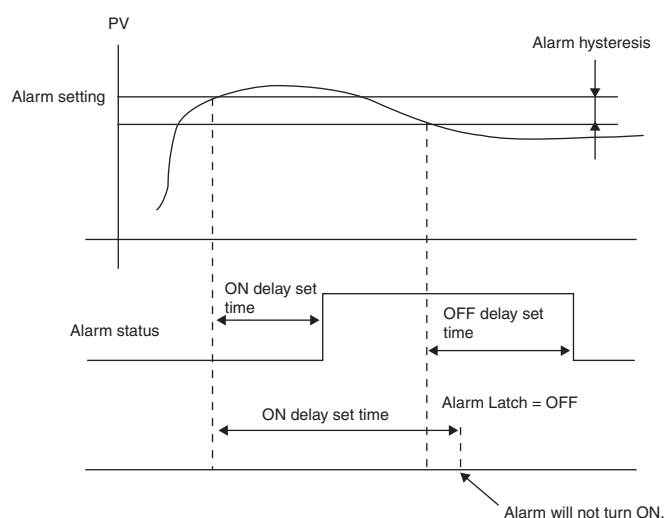 PV
Alarm hysteresis
Alarm setting
ON delay set
time
OFF delay set
time
Alarm status
Alarm Latch = OFF
ON delay set time
Alarm will not turn ON.